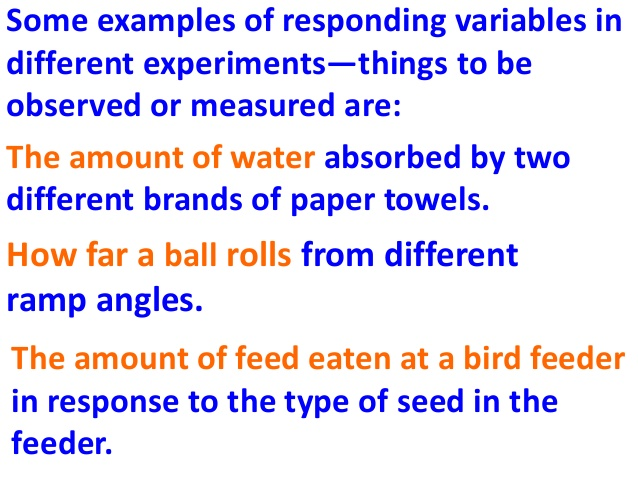 Some examples of responding variables in
different experiments—things to be
observed or measured are:
The amount of water absorbed by two
different brands of paper towels.
How far a ball rolls from different
ramp angles.
The amount of feed eaten at a bird feeder
in response to the type of seed in the
feeder.